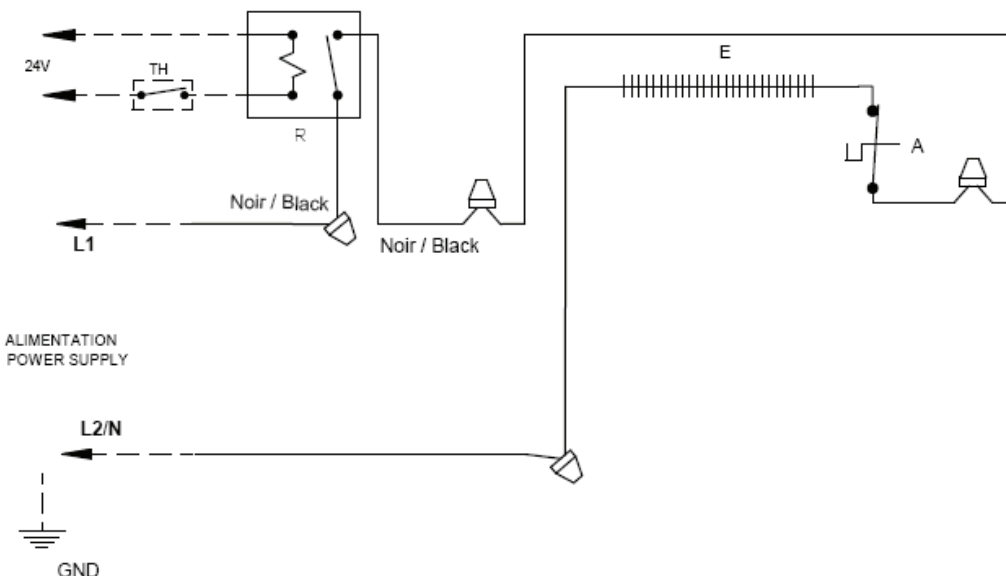 E
24V
TH
R
A
Noir / Black
L1
Noir / Black
ALIMENTATION
POWER SUPPLY
L2/N
GND